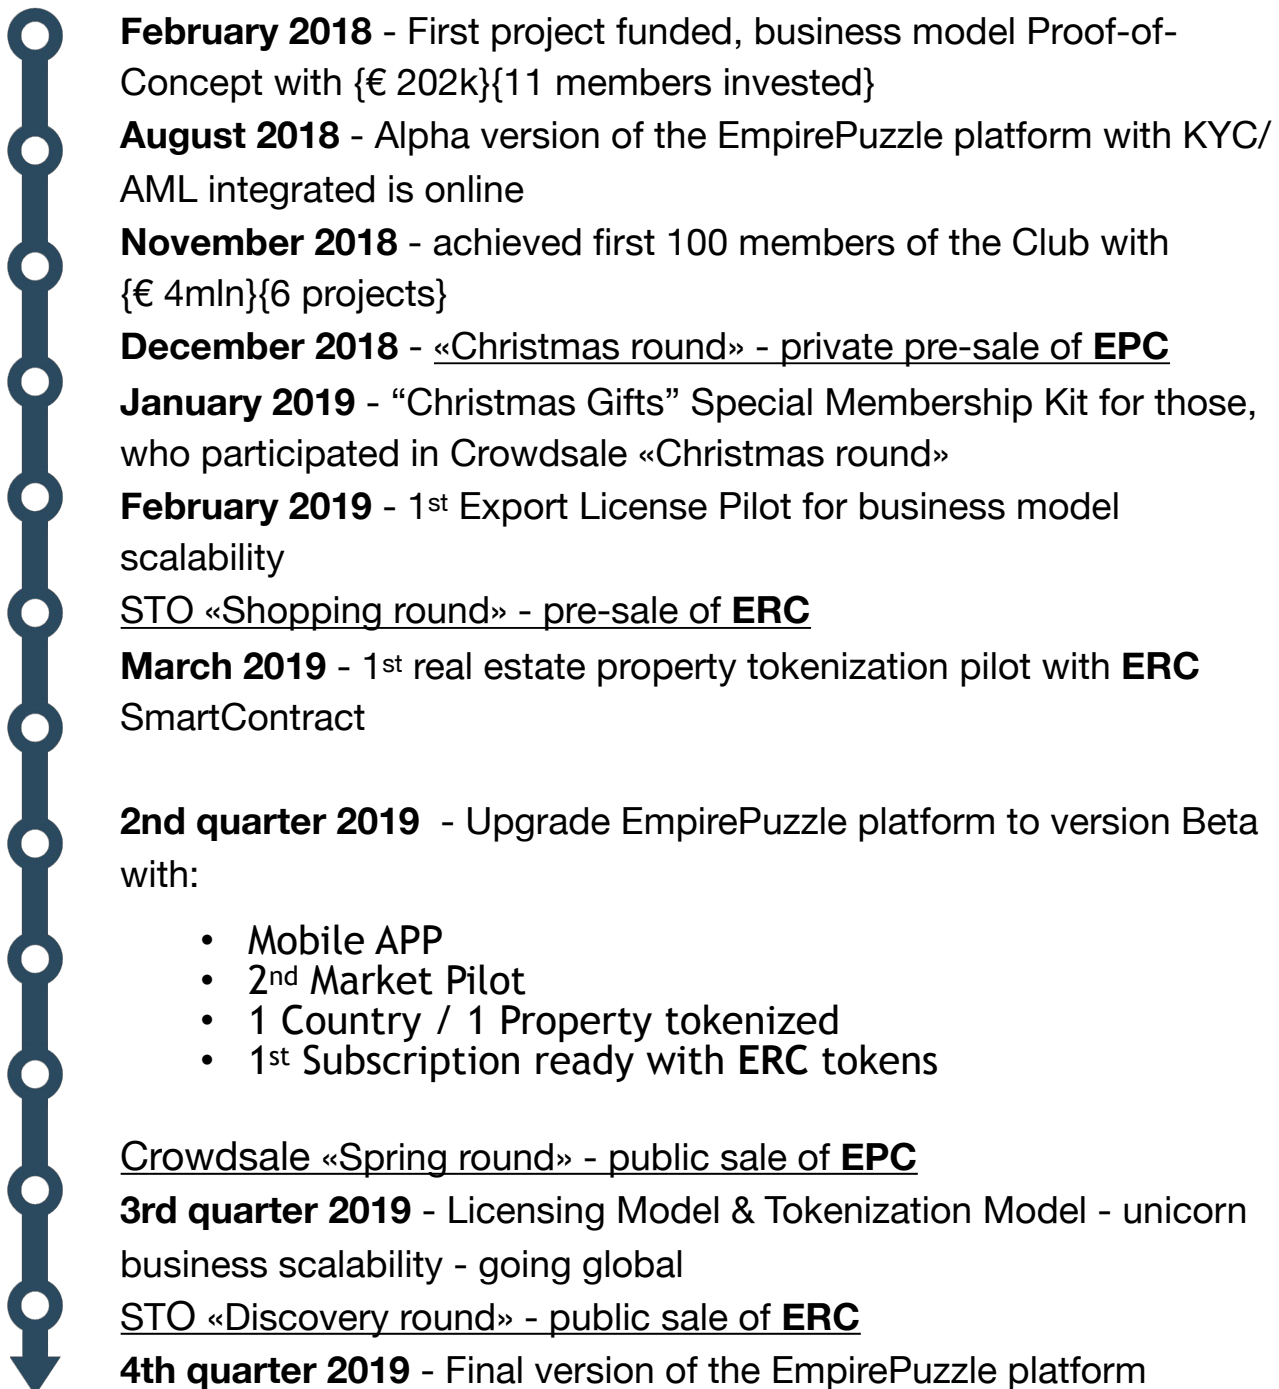 February 2018 - First project funded, business model Proof-of-
Concept with {€ 202k}{11 members invested}
August 2018 - Alpha version of the EmpirePuzzle platform with KYC/
AML integrated is online
November 2018 - achieved first 100 members of the Club with
{€ 4mln}{6 projects}
December 2018 - «Christmas round» - private pre-sale of EPC
January 2019 - “Christmas Gifts” Special Membership Kit for those,
who participated in Crowdsale «Christmas round»
February 2019 - 1st Export License Pilot for business model
scalability
STO «Shopping round» - pre-sale of ERC
March 2019 - 1st real estate property tokenization pilot with ERC
SmartContract
2nd quarter 2019 - Upgrade EmpirePuzzle platform to version Beta
with:
• Mobile APP
• 2nd Market Pilot
• 1 Country / 1 Property tokenized
• 1st Subscription ready with ERC tokens
Crowdsale «Spring round» - public sale of EPC
3rd quarter 2019 - Licensing Model & Tokenization Model - unicorn
business scalability - going global
STO «Discovery round» - public sale of ERC
4th quarter 2019 - Final version of the EmpirePuzzle platform